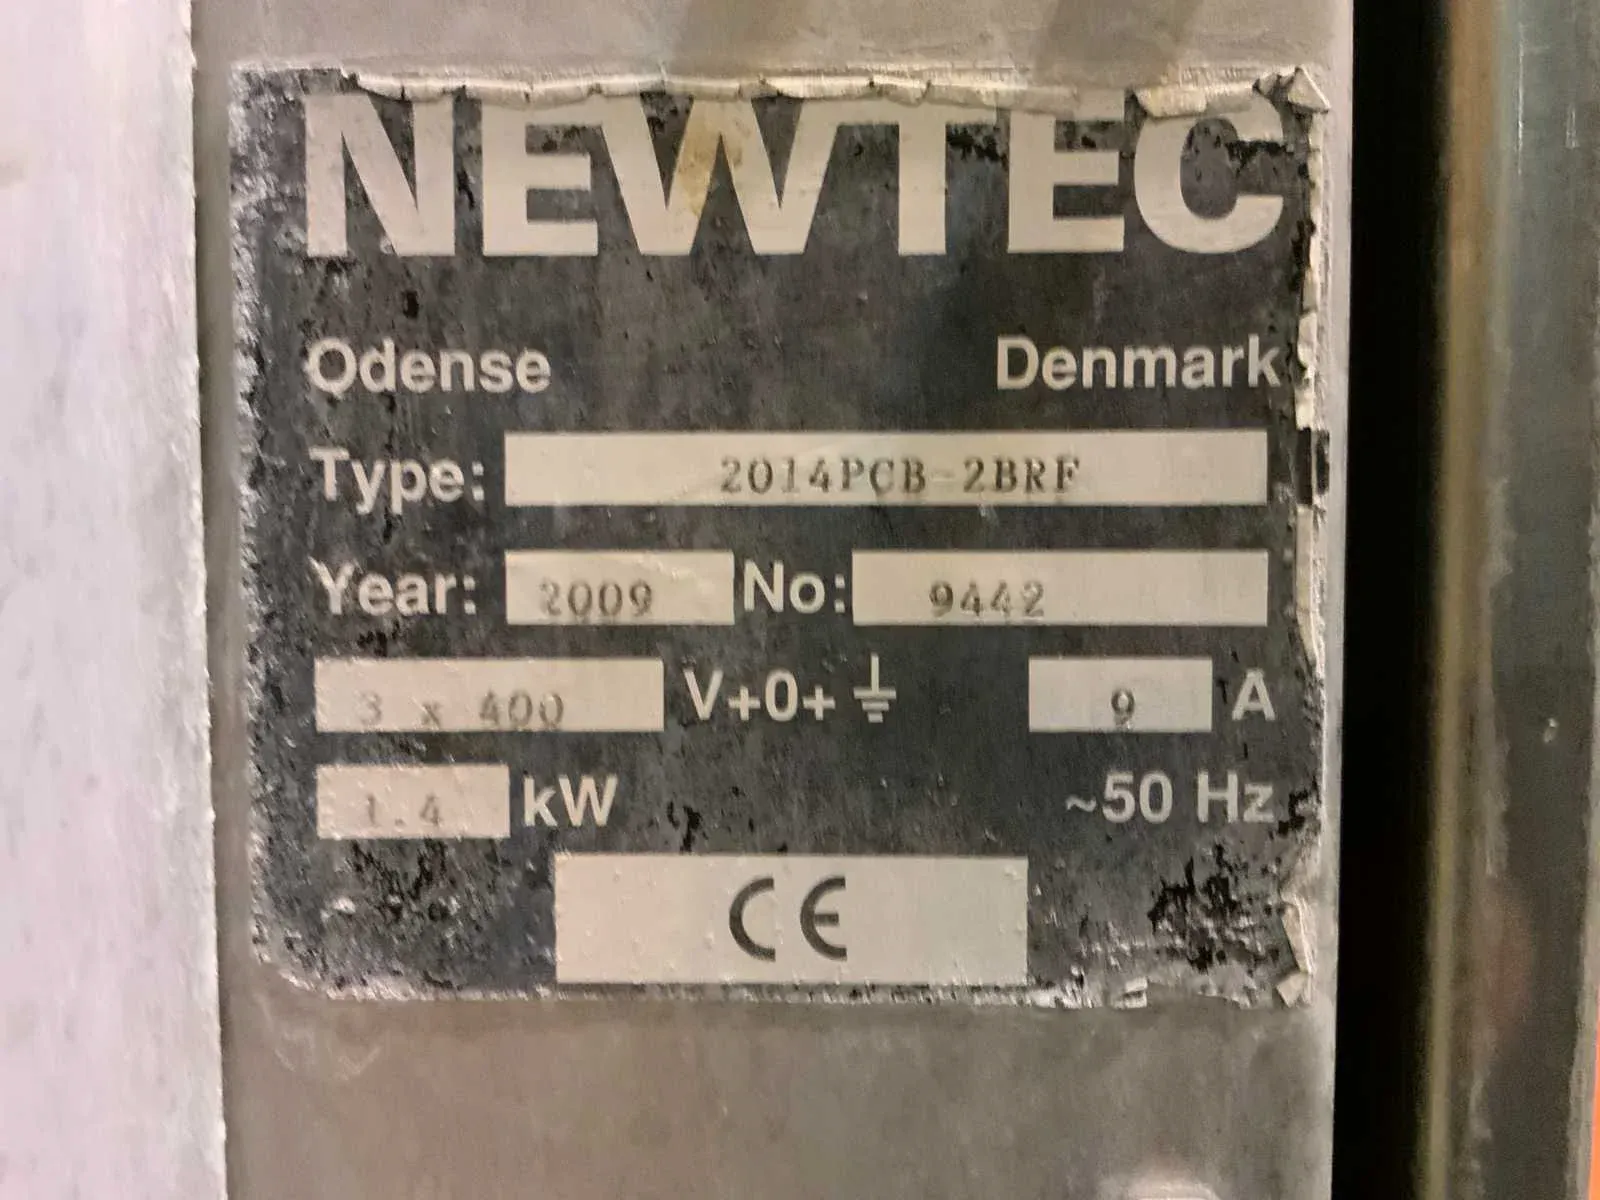 NEWTEC
Odense Denmark
Type: 2014PCB-2BRF
Year: 2009 No: 9442
3 x 400 V+0+⏚ 9 A
1.4 kW ~50 Hz
CE